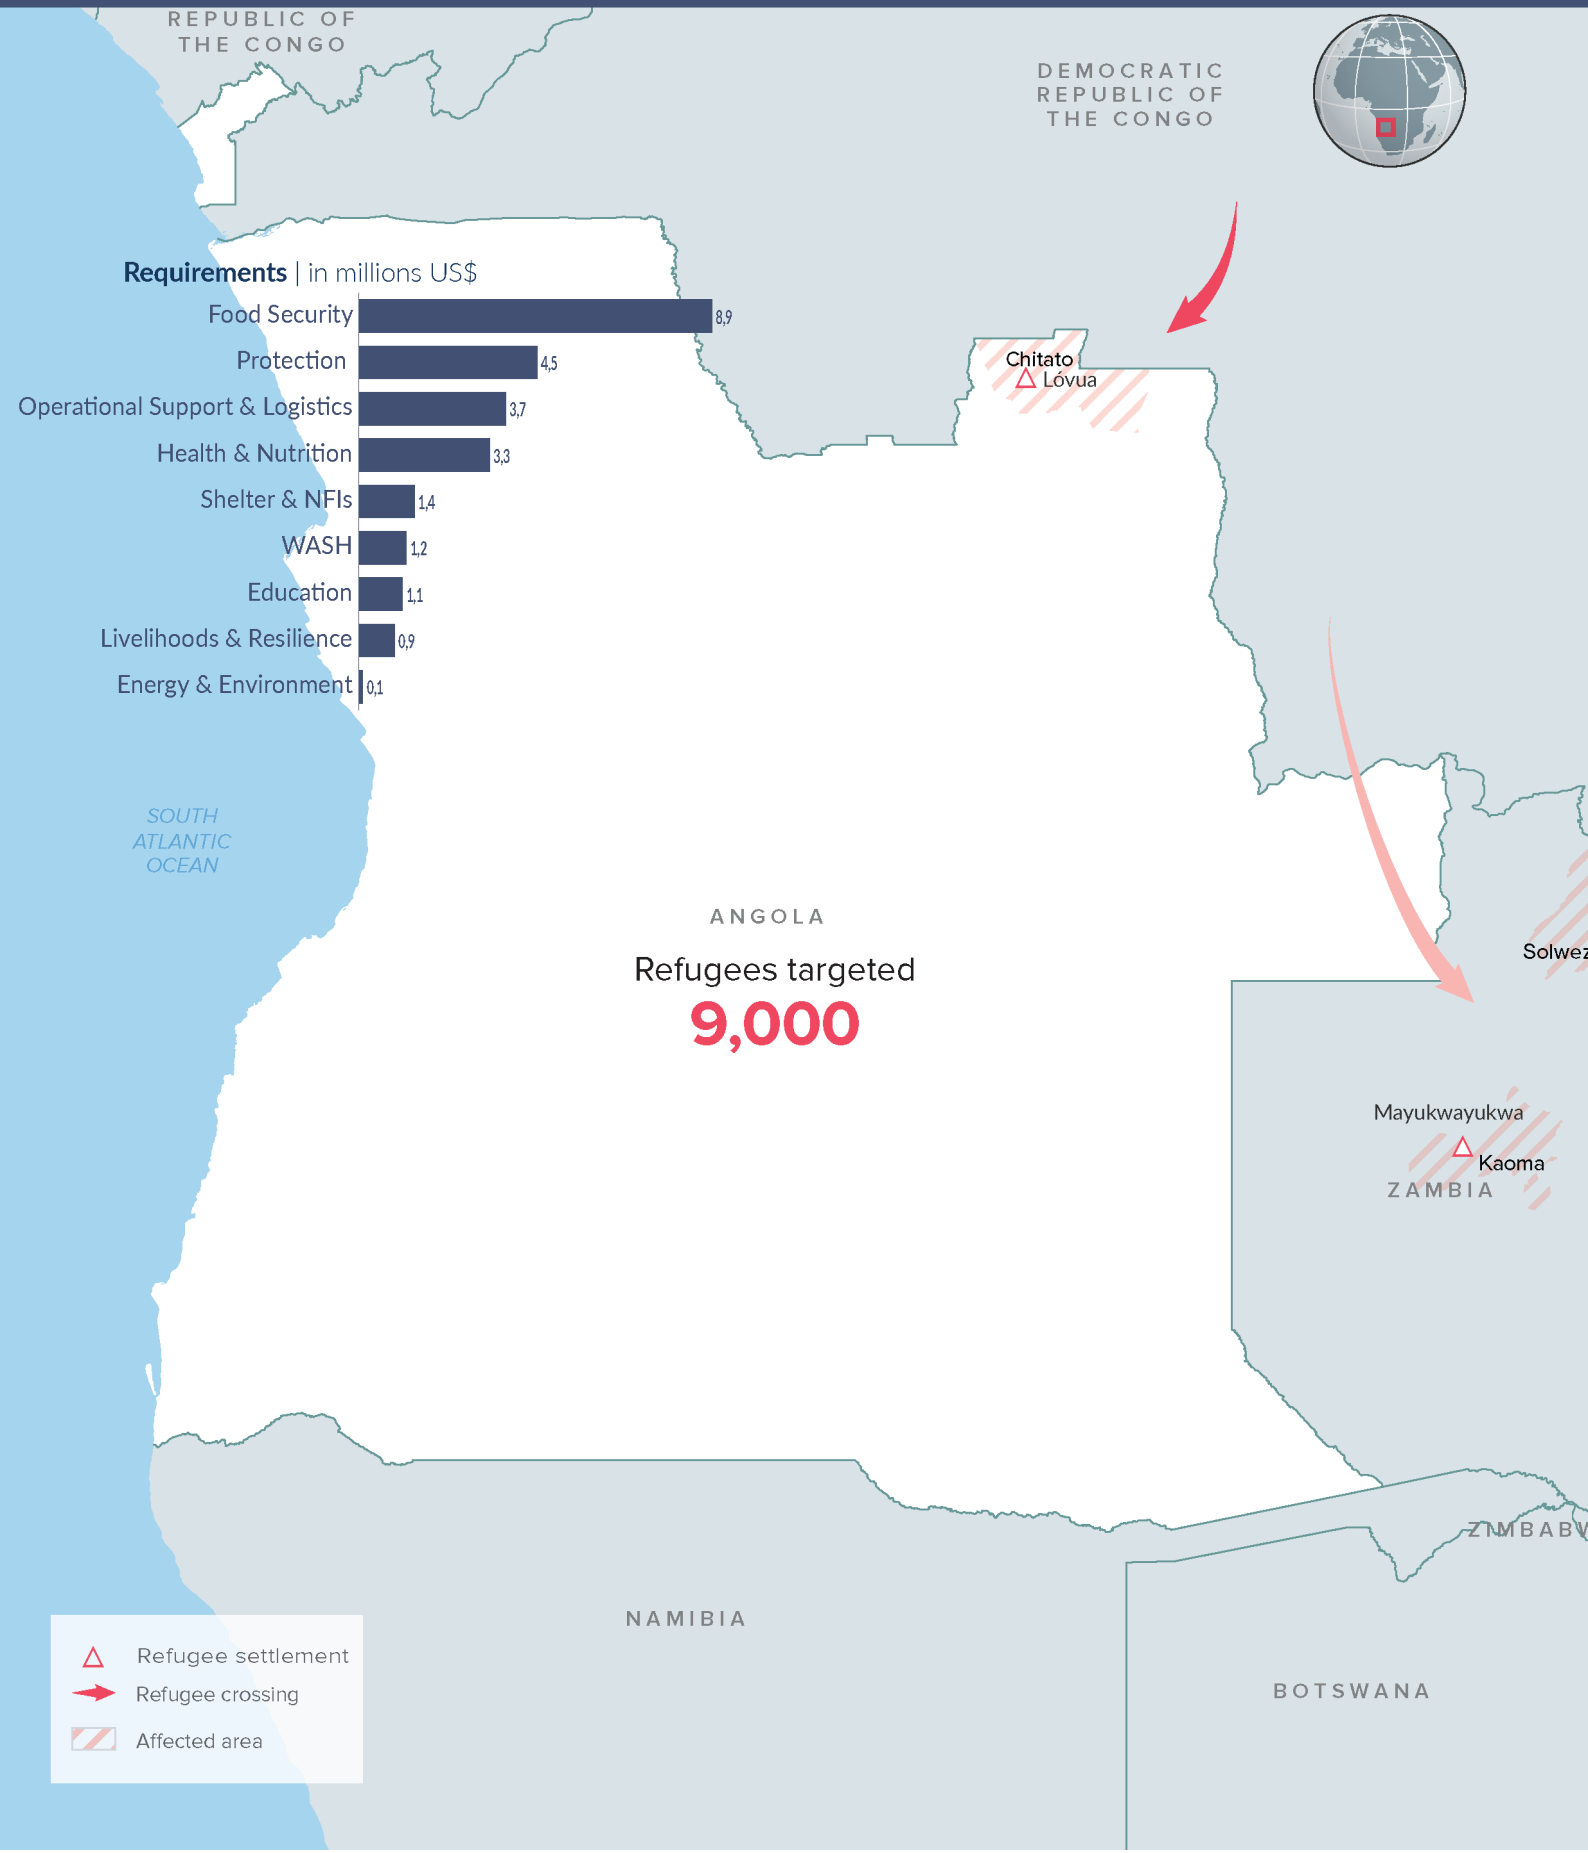 REPUBLIC OF
THE CONGO
DEMOCRATIC
REPUBLIC OF
THE CONGO
Requirements | in millions US$
Food Security 8,9
Protection 4,5
Operational Support & Logistics 3,7
Health & Nutrition 3,3
Shelter & NFIs 1,4
WASH 1,2
Education 1,1
Livelihoods & Resilience 0,9
Energy & Environment 0,1
Chitato
Lóvua
SOUTH
ATLANTIC
OCEAN
ANGOLA
Refugees targeted
9,000
Solwez
Mayukwayukwa
Kaoma
ZAMBIA
ZIMBABW
NAMIBIA
BOTSWANA
Refugee settlement
Refugee crossing
Affected area